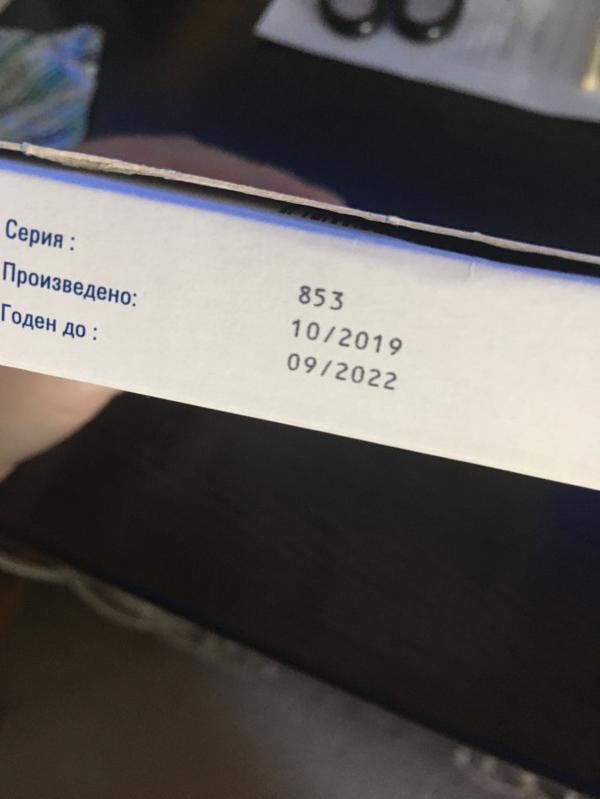 Серия : 853
Произведено: 10/2019
Годен до : 09/2022